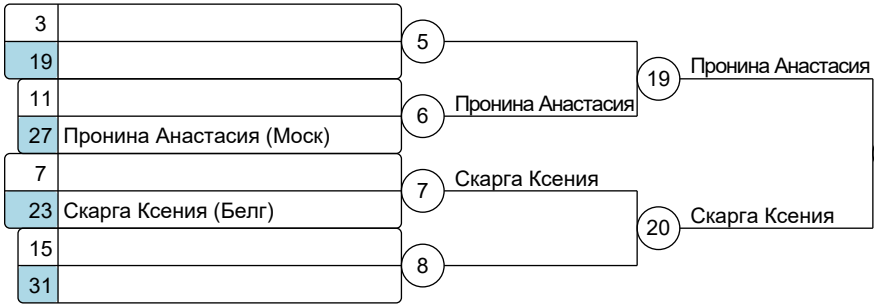 3
19
5
11
27 Пронина Анастасия (Моск)
6 Пронина Анастасия
19 Пронина Анастасия
7
23 Скарга Ксения (Белг)
7 Скарга Ксения
15
31
8
20 Скарга Ксения